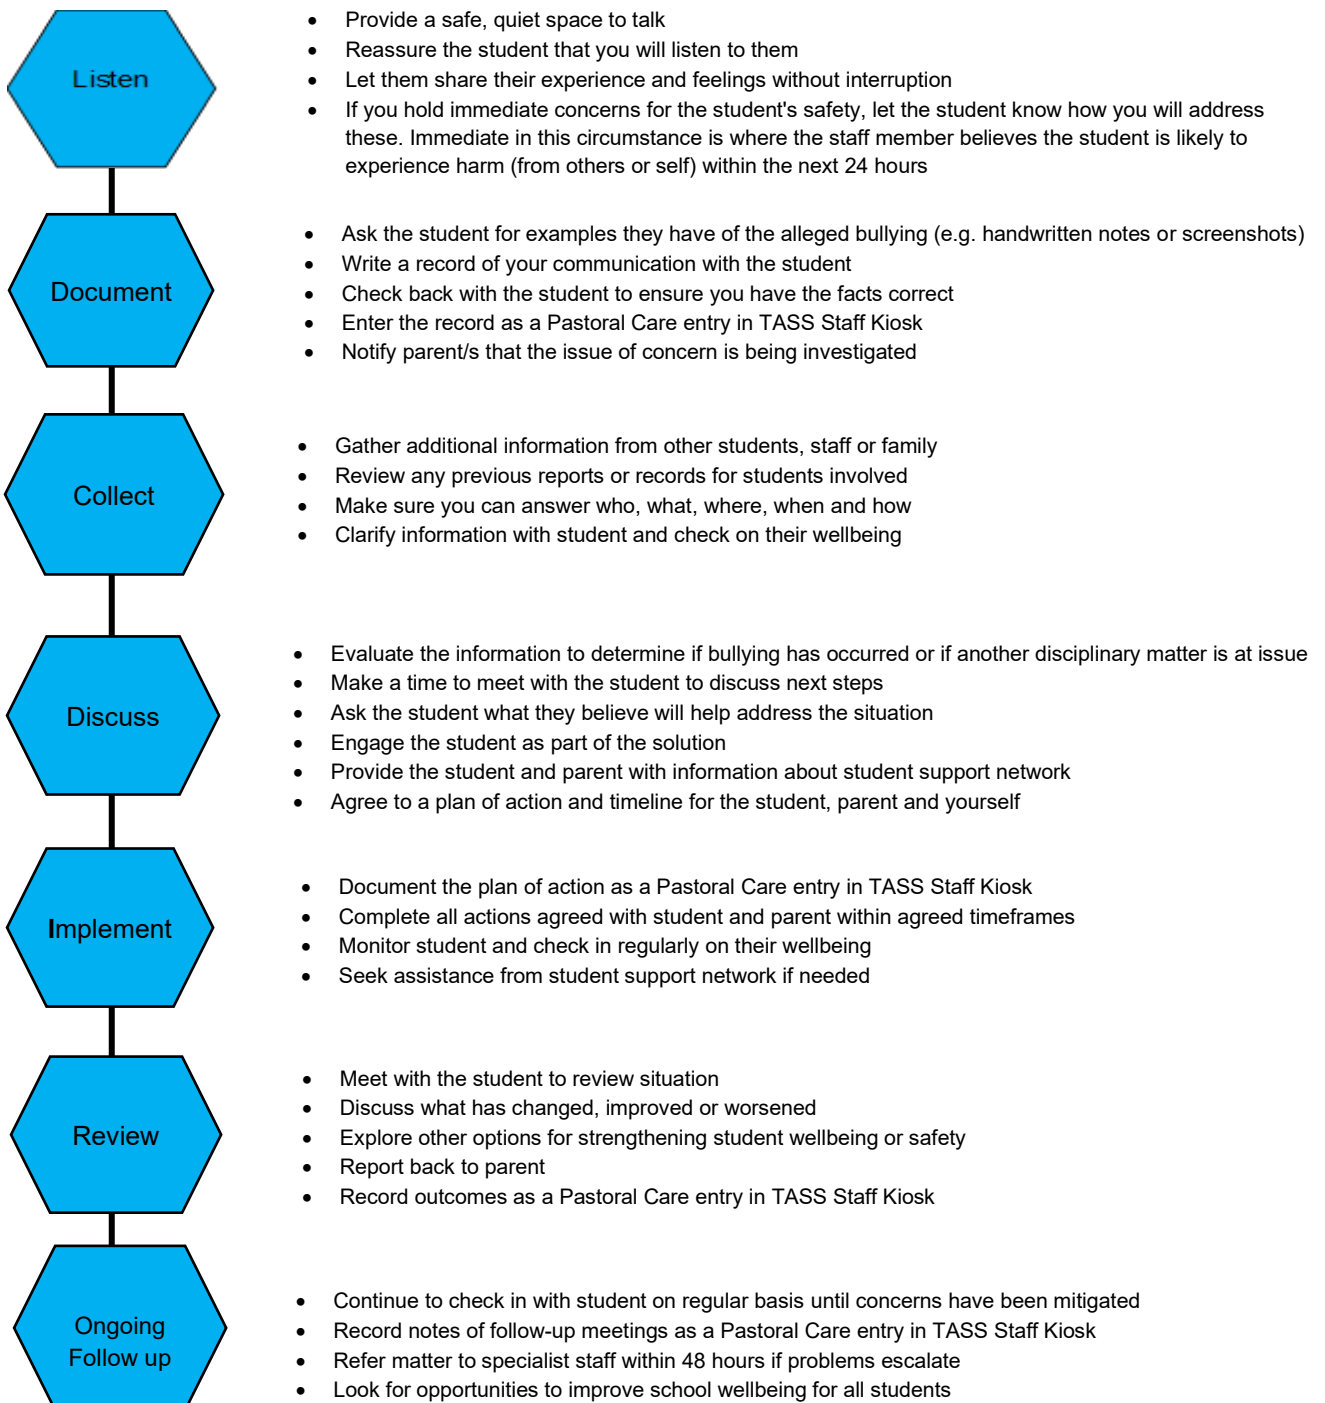 Listen
• Provide a safe, quiet space to talk
• Reassure the student that you will listen to them
• Let them share their experience and feelings without interruption
• If you hold immediate concerns for the student's safety, let the student know how you will address
these. Immediate in this circumstance is where the staff member believes the student is likely to
experience harm (from others or self) within the next 24 hours
Document
• Ask the student for examples they have of the alleged bullying (e.g. handwritten notes or screenshots)
• Write a record of your communication with the student
• Check back with the student to ensure you have the facts correct
• Enter the record as a Pastoral Care entry in TASS Staff Kiosk
• Notify parent/s that the issue of concern is being investigated
Collect
• Gather additional information from other students, staff or family
• Review any previous reports or records for students involved
• Make sure you can answer who, what, where, when and how
• Clarify information with student and check on their wellbeing
Discuss
• Evaluate the information to determine if bullying has occurred or if another disciplinary matter is at issue
• Make a time to meet with the student to discuss next steps
• Ask the student what they believe will help address the situation
• Engage the student as part of the solution
• Provide the student and parent with information about student support network
• Agree to a plan of action and timeline for the student, parent and yourself
Implement
• Document the plan of action as a Pastoral Care entry in TASS Staff Kiosk
• Complete all actions agreed with student and parent within agreed timeframes
• Monitor student and check in regularly on their wellbeing
• Seek assistance from student support network if needed
Review
• Meet with the student to review situation
• Discuss what has changed, improved or worsened
• Explore other options for strengthening student wellbeing or safety
• Report back to parent
• Record outcomes as a Pastoral Care entry in TASS Staff Kiosk
Ongoing
Follow up
• Continue to check in with student on regular basis until concerns have been mitigated
• Record notes of follow-up meetings as a Pastoral Care entry in TASS Staff Kiosk
• Refer matter to specialist staff within 48 hours if problems escalate
• Look for opportunities to improve school wellbeing for all students